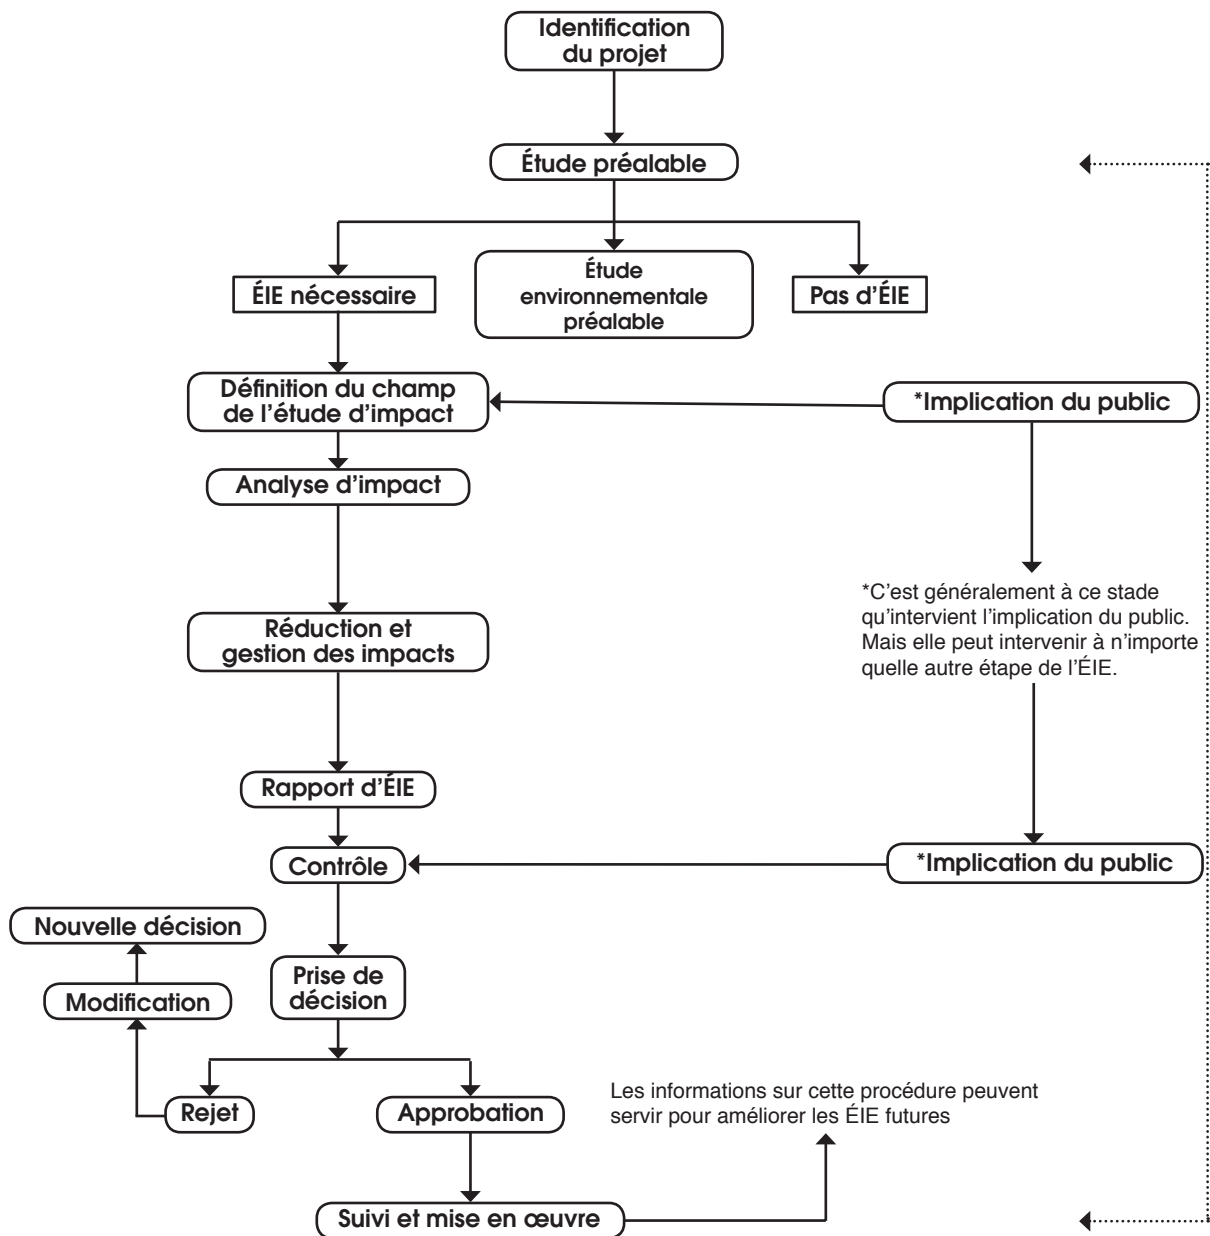 Identification
du projet
Étude préalable
ÉIE nécessaire
Étude
environnementale
préalable
Pas d'ÉIE
Définition du champ
de l'étude d'impact
*Implication du public
Analyse d'impact
*C'est généralement à ce stade
qu'intervient l'implication du public.
Mais elle peut intervenir à n'importe
quelle autre étape de l'ÉIE.
Réduction et
gestion des impacts
Rapport d'ÉIE
Contrôle
*Implication du public
Nouvelle décision
Modification
Prise de
décision
Rejet
Approbation
Les informations sur cette procédure peuvent
servir pour améliorer les ÉIE futures
Suivi et mise en œuvre